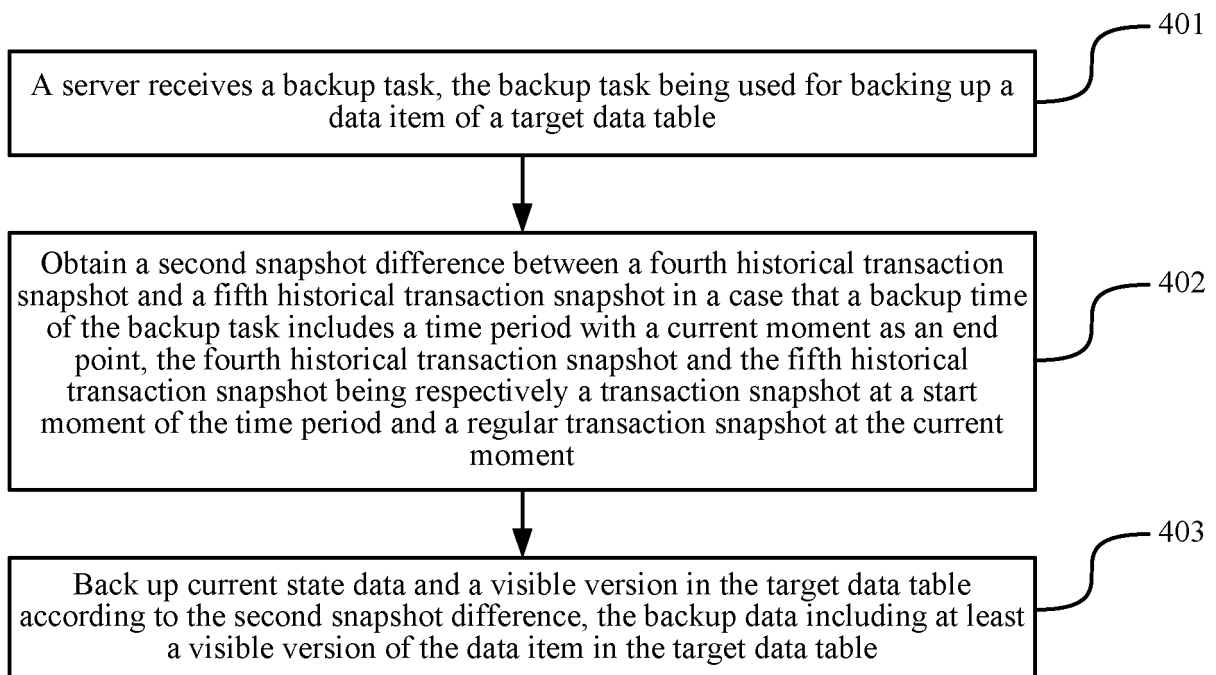 401
A server receives a backup task, the backup task being used for backing up a
data item of a target data table
Obtain a second snapshot difference between a fourth historical transaction
snapshot and a fifth historical transaction snapshot in a case that a backup time
of the backup task includes a time period with a current moment as an end
point, the fourth historical transaction snapshot and the fifth historical
transaction snapshot being respectively a transaction snapshot at a start
moment of the time period and a regular transaction snapshot at the current
moment
402
Back up current state data and a visible version in the target data table
according to the second snapshot difference, the backup data including at least
a visible version of the data item in the target data table
403